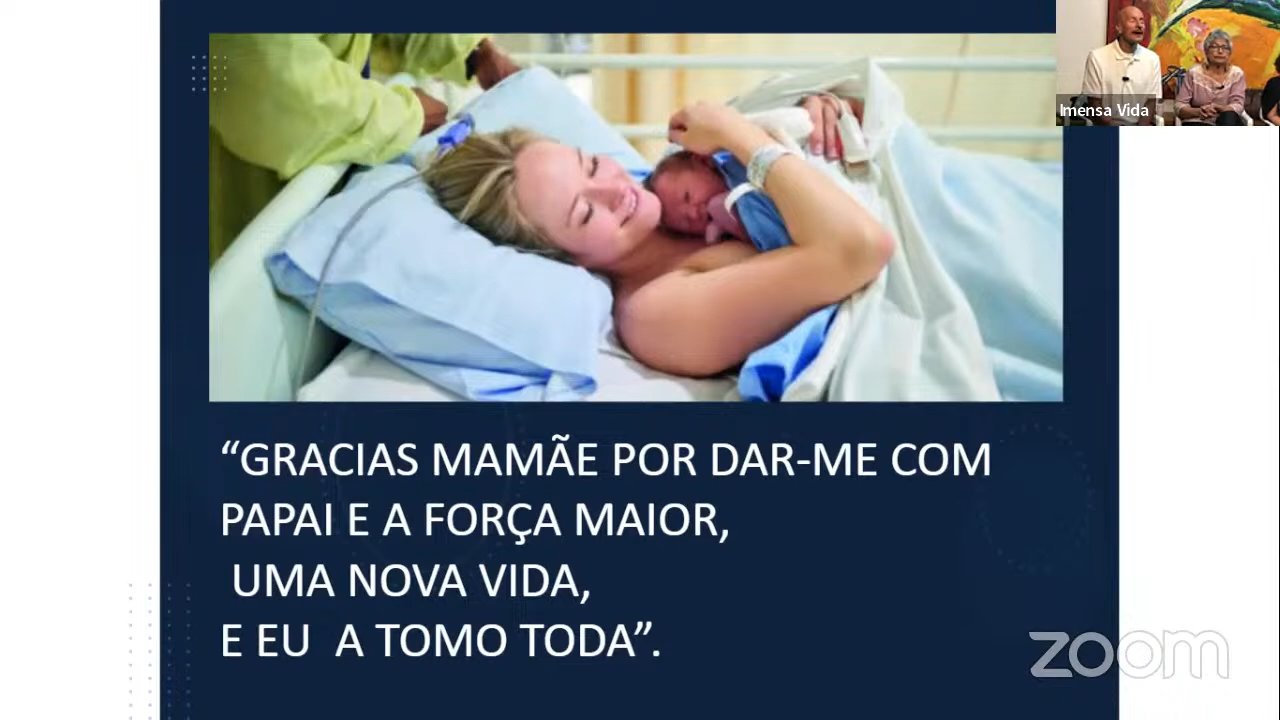 Imensa Vida
“GRACIAS MAMÃE POR DAR-ME COM
PAPAI E A FORÇA MAIOR,
UMA NOVA VIDA,
E EU A TOMO TODA”.
zoom